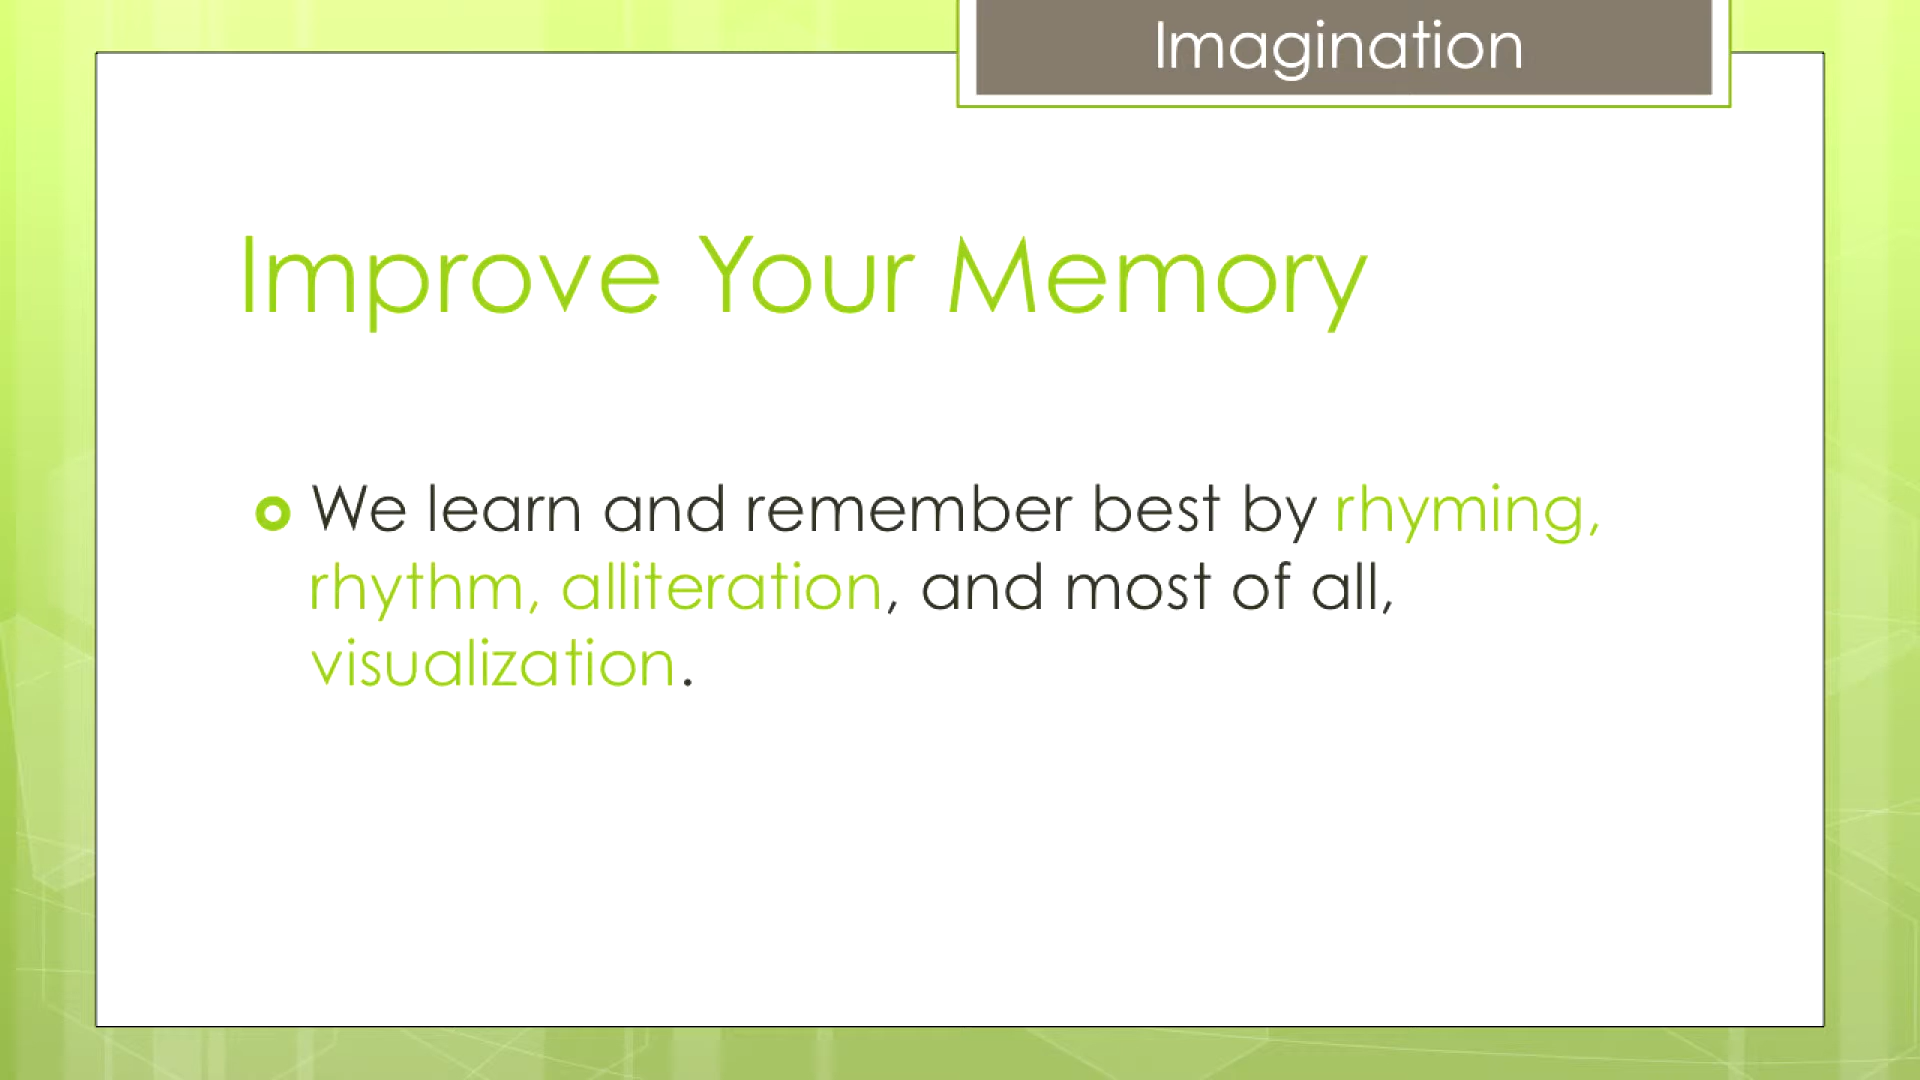 Imagination
Improve Your Memory
We learn and remember best by rhyming,
rhythm, alliteration, and most of all,
visualization.